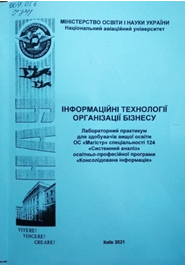 МІНІСТЕРСТВО ОСВІТИ І НАУКИ УКРАЇНИ
Національний авіаційний університет
ІНФОРМАЦІЙНІ ТЕХНОЛОГІЇ
ОРГАНІЗАЦІЇ БІЗНЕСУ
Лабораторний практикум
для здобувачів вищої освіти
ОС «Магістр» спеціальності 124
«Системний аналіз»
освітньо-професійної програми
«Консолідована інформація»
VIVERE!
VINCERE!
CREARE!
Київ 2021